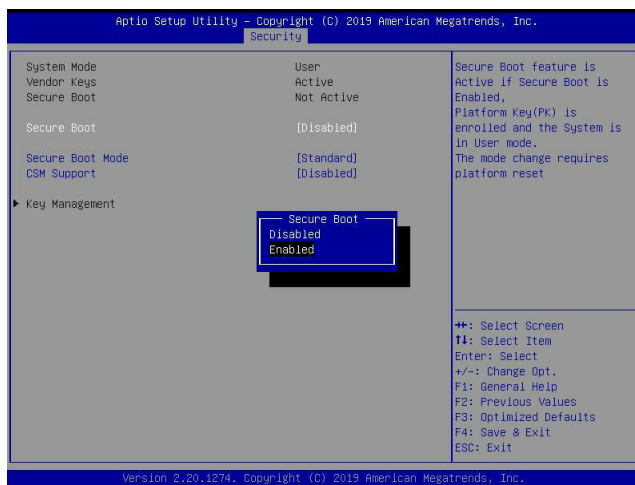 Aptio Setup Utility – Copyright (C) 2019 American Megatrends, Inc.
Security
System Mode User
Vendor Keys Active
Secure Boot Not Active
Secure Boot [Disabled]
Secure Boot Mode [Standard]
CSM Support [Disabled]
Key Management
Secure Boot
Disabled
Enabled
Secure Boot feature is
Active if Secure Boot is
Enabled,
Platform Key(PK) is
enrolled and the System is
in User mode.
The mode change requires
platform reset
→←: Select Screen
↑↓: Select Item
Enter: Select
+/-: Change Opt.
F1: General Help
F2: Previous Values
F3: Optimized Defaults
F4: Save & Exit
ESC: Exit
Version 2.20.1274. Copyright (C) 2019 American Megatrends, Inc.